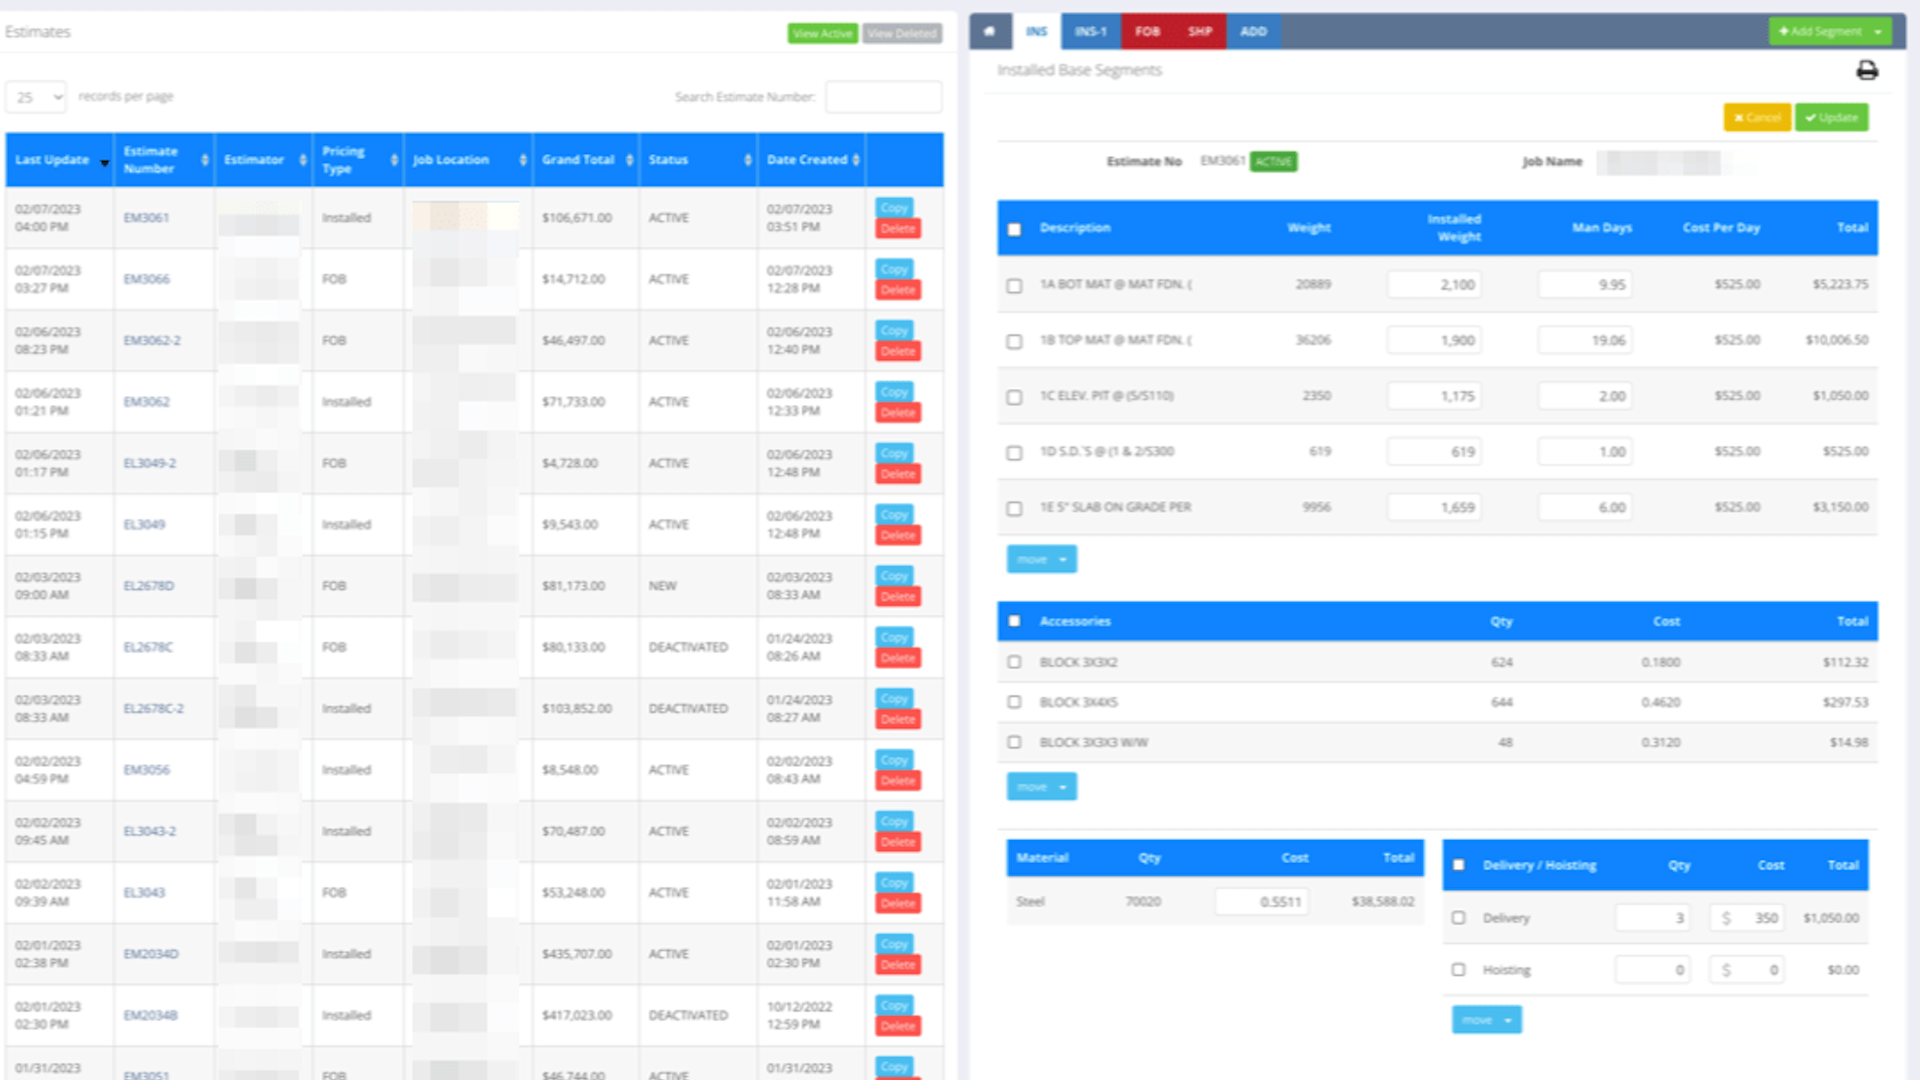 Estimates
View Active View Deleted
25 records per page
Search Estimate Number:
Last Update Estimate Number Estimator Pricing Type Job Location Grand Total Status Date Created
02/07/2023 04:00 PM EM3061 Installed $106,671.00 ACTIVE 02/07/2023 03:51 PM Copy Delete
02/07/2023 03:27 PM EM3066 FOB $14,712.00 ACTIVE 02/07/2023 12:28 PM Copy Delete
02/06/2023 08:23 PM EM3062-2 FOB $46,497.00 ACTIVE 02/06/2023 12:40 PM Copy Delete
02/06/2023 01:21 PM EM3062 Installed $71,733.00 ACTIVE 02/06/2023 12:33 PM Copy Delete
02/06/2023 01:17 PM EL3049-2 FOB $4,728.00 ACTIVE 02/06/2023 12:48 PM Copy Delete
02/06/2023 01:15 PM EL3049 Installed $9,543.00 ACTIVE 02/06/2023 12:48 PM Copy Delete
02/03/2023 09:00 AM EL2678D FOB $81,173.00 NEW 02/03/2023 08:33 AM Copy Delete
02/03/2023 08:33 AM EL2678C FOB $80,133.00 DEACTIVATED 01/24/2023 08:26 AM Copy Delete
02/03/2023 08:33 AM EL2678C-2 Installed $103,852.00 DEACTIVATED 01/24/2023 08:27 AM Copy Delete
02/02/2023 04:59 PM EM3056 Installed $8,548.00 ACTIVE 02/02/2023 08:43 AM Copy Delete
02/02/2023 09:45 AM EL3043-2 Installed $70,487.00 ACTIVE 02/02/2023 08:59 AM Copy Delete
02/02/2023 09:39 AM EL3043 FOB $53,248.00 ACTIVE 02/01/2023 11:58 AM Copy Delete
02/01/2023 02:38 PM EM2034D Installed $435,707.00 ACTIVE 02/01/2023 02:30 PM Copy Delete
02/01/2023 02:30 PM EM2034B Installed $417,023.00 DEACTIVATED 10/12/2022 12:59 PM Copy Delete
01/31/2023 EM3051 FOB $46,744.00 ACTIVE 01/31/2023 Copy
INS INS-1 FOB SHP ADD Add Segment
Installed Base Segments
Cancel Update
Estimate No EM3061 ACTIVE Job Name
Description Weight Installed Weight Man Days Cost Per Day Total
1A BOT MAT @ MAT FDN. ( 20889 2,100 9.95 $525.00 $5,223.75
1B TOP MAT @ MAT FDN. ( 36206 1,900 19.06 $525.00 $10,006.50
1C ELEV. PIT @ (5/S110) 2350 1,175 2.00 $525.00 $1,050.00
1D S.D.'S @ (1 & 2/S300 619 619 1.00 $525.00 $525.00
1E 5" SLAB ON GRADE PER 9956 1,659 6.00 $525.00 $3,150.00
move
Accessories Qty Cost Total
BLOCK 3X3X2 624 0.1800 $112.32
BLOCK 3X4X5 644 0.4620 $297.53
BLOCK 3X3X3 W/W 48 0.3120 $14.98
move
Material Qty Cost Total
Steel 70020 0.5511 $38,588.02
Delivery / Hoisting Qty Cost Total
Delivery 3 $ 350 $1,050.00
Hoisting 0 $ 0 $0.00
move